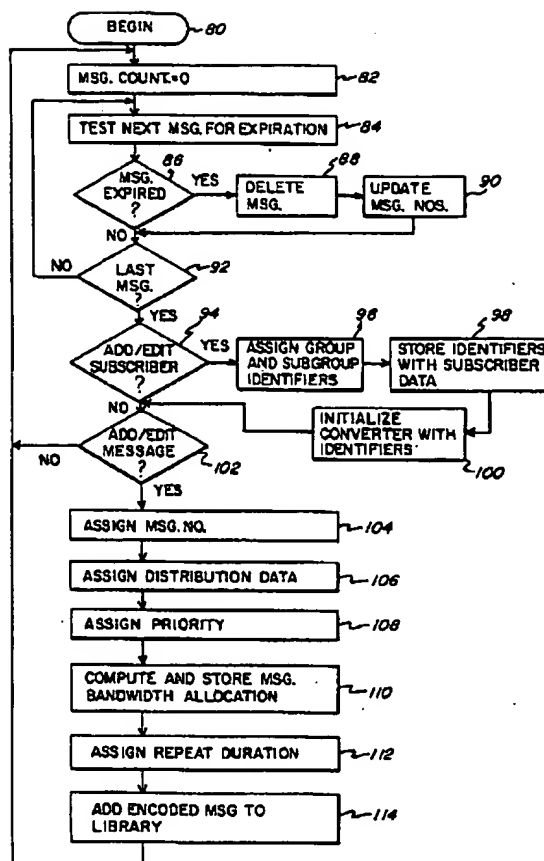 BEGIN
80
MSG. COUNT=0
82
TEST NEXT MSG. FOR EXPIRATION
84
MSG.
EXPIRED
?
86
YES
DELETE
MSG.
88
UPDATE
MSG. NOS.
90
NO
LAST
MSG.
?
92
NO
YES
ADD/EDIT
SUBSCRIBER
?
94
YES
ASSIGN GROUP
AND SUBGROUP
IDENTIFIERS
96
STORE IDENTIFIERS
WITH SUBSCRIBER
DATA
98
NO
INITIALIZE
CONVERTER WITH
IDENTIFIERS
100
ADD/EDIT
MESSAGE
?
102
NO
YES
ASSIGN MSG. NO.
104
ASSIGN DISTRIBUTION DATA
106
ASSIGN PRIORITY
108
COMPUTE AND STORE MSG.
BANDWIDTH ALLOCATION
110
ASSIGN REPEAT DURATION
112
ADD ENCODED MSG TO
LIBRARY
114